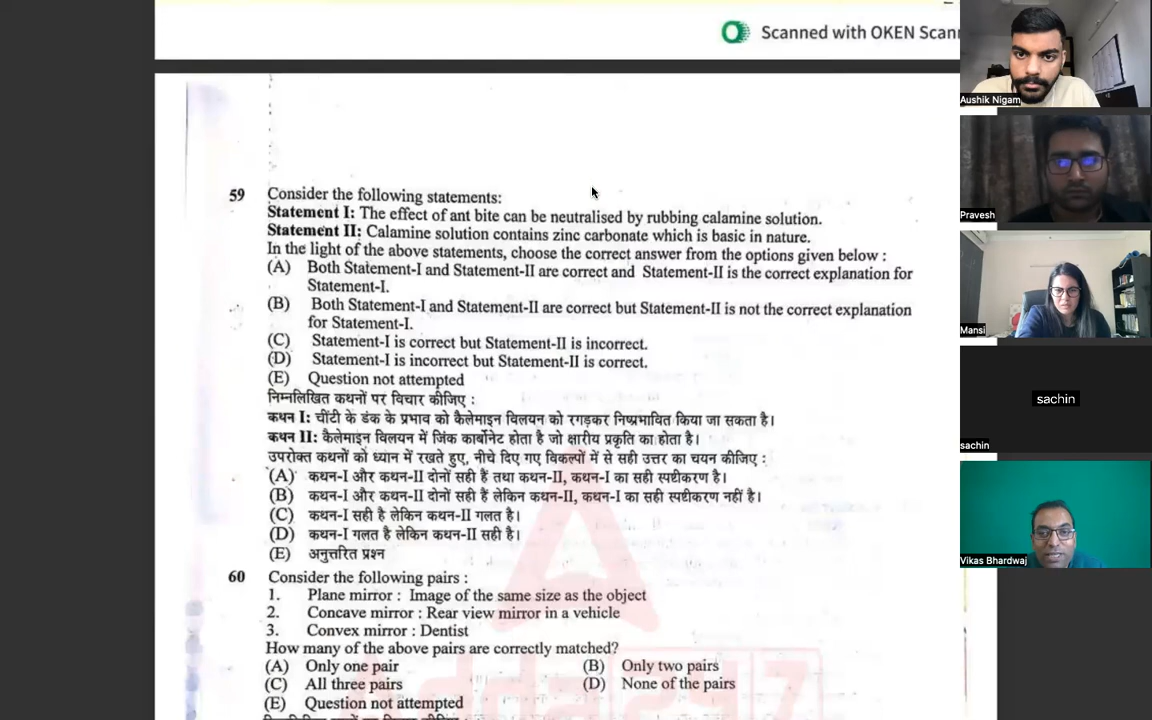 Scanned with OKEN Scan
59 Consider the following statements:
Statement I: The effect of ant bite can be neutralised by rubbing calamine solution.
Statement II: Calamine solution contains zinc carbonate which is basic in nature.
In the light of the above statements, choose the correct answer from the options given below :
(A) Both Statement-I and Statement-II are correct and Statement-II is the correct explanation for
Statement-I.
(B) Both Statement-I and Statement-II are correct but Statement-II is not the correct explanation
for Statement-I.
(C) Statement-I is correct but Statement-II is incorrect.
(D) Statement-I is incorrect but Statement-II is correct.
(E) Question not attempted
निम्नलिखित कथनों पर विचार कीजिए :
कथन I: चींटी के डंक के प्रभाव को कैलेमाइन विलयन को रगड़कर निष्प्रभावित किया जा सकता है।
कथन II: कैलेमाइन विलयन में जिंक कार्बोनेट होता है जो क्षारीय प्रकृति का होता है।
उपरोक्त कथनों को ध्यान में रखते हुए, नीचे दिए गए विकल्पों में से सही उत्तर का चयन कीजिए :
(A) कथन-I और कथन-II दोनों सही हैं तथा कथन-II, कथन-I का सही स्पष्टीकरण है।
(B) कथन-I और कथन-II दोनों सही हैं लेकिन कथन-II, कथन-I का सही स्पष्टीकरण नहीं है।
(C) कथन-I सही है लेकिन कथन-II गलत है।
(D) कथन-I गलत है लेकिन कथन-II सही है।
(E) अनुत्तरित प्रश्न
60 Consider the following pairs :
1. Plane mirror : Image of the same size as the object
2. Concave mirror : Rear view mirror in a vehicle
3. Convex mirror : Dentist
How many of the above pairs are correctly matched?
(A) Only one pair (B) Only two pairs
(C) All three pairs (D) None of the pairs
(E) Question not attempted
Adda247
Aushik Nigam
Pravesh
Mansi
sachin
sachin
Vikas Bhardwaj